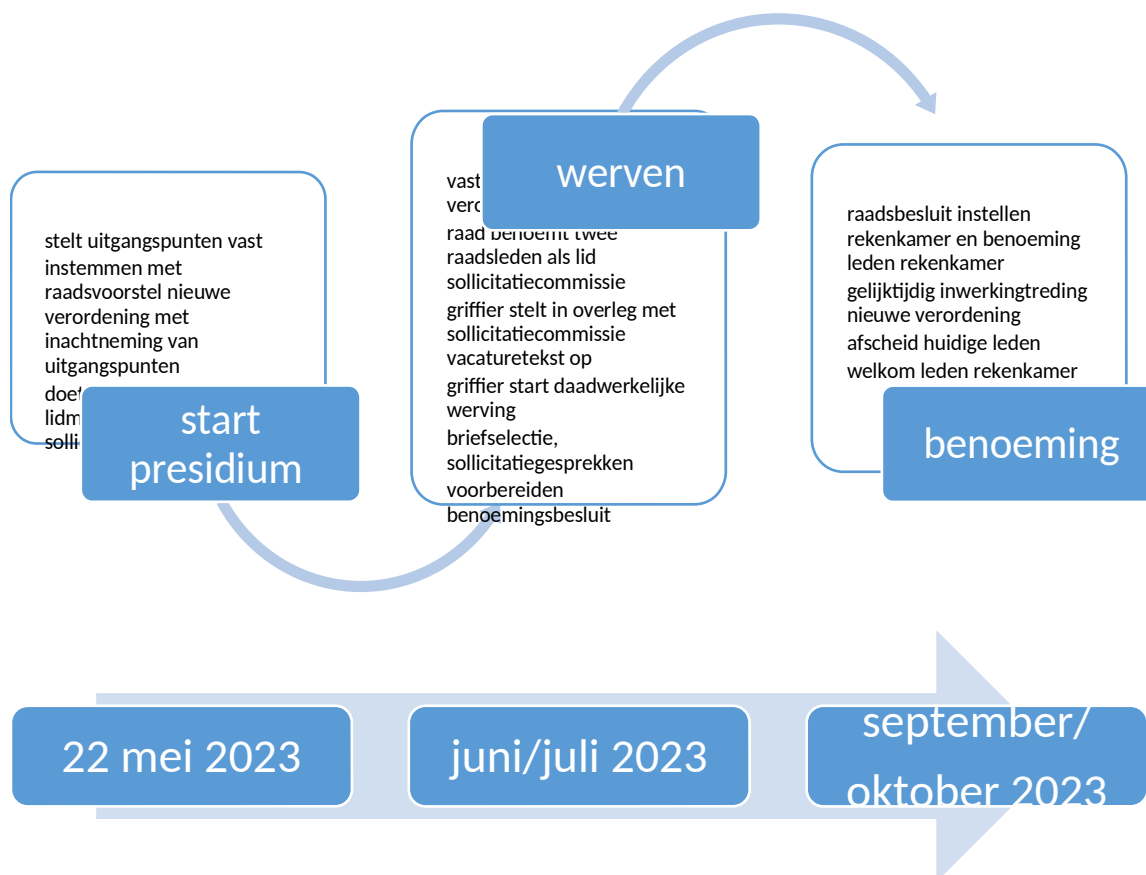 stelt uitgangspunten vast
instemmen met
raadsvoorstel nieuwe
verordening met
inachtneming van
uitgangspunten
start
presidium
werven
raad benoemt twee
raadsleden als lid
sollicitatiecommissie
griffier stelt in overleg met
sollicitatiecommissie
vacaturetekst op
griffier start daadwerkelijke
werving
briefselectie,
sollicitatiegesprekken
voorbereiden
benoemingsbesluit
raadsbesluit instellen
rekenkamer en benoeming
leden rekenkamer
gelijktijdig inwerkingtreding
nieuwe verordening
afscheid huidige leden
welkom leden rekenkamer
benoeming
22 mei 2023
juni/juli 2023
september/
oktober 2023